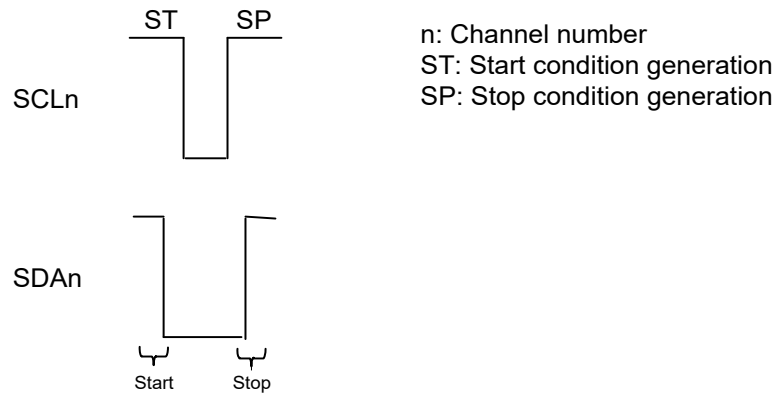 ST SP
n: Channel number
ST: Start condition generation
SP: Stop condition generation
SCLn
SDAn
Start Stop